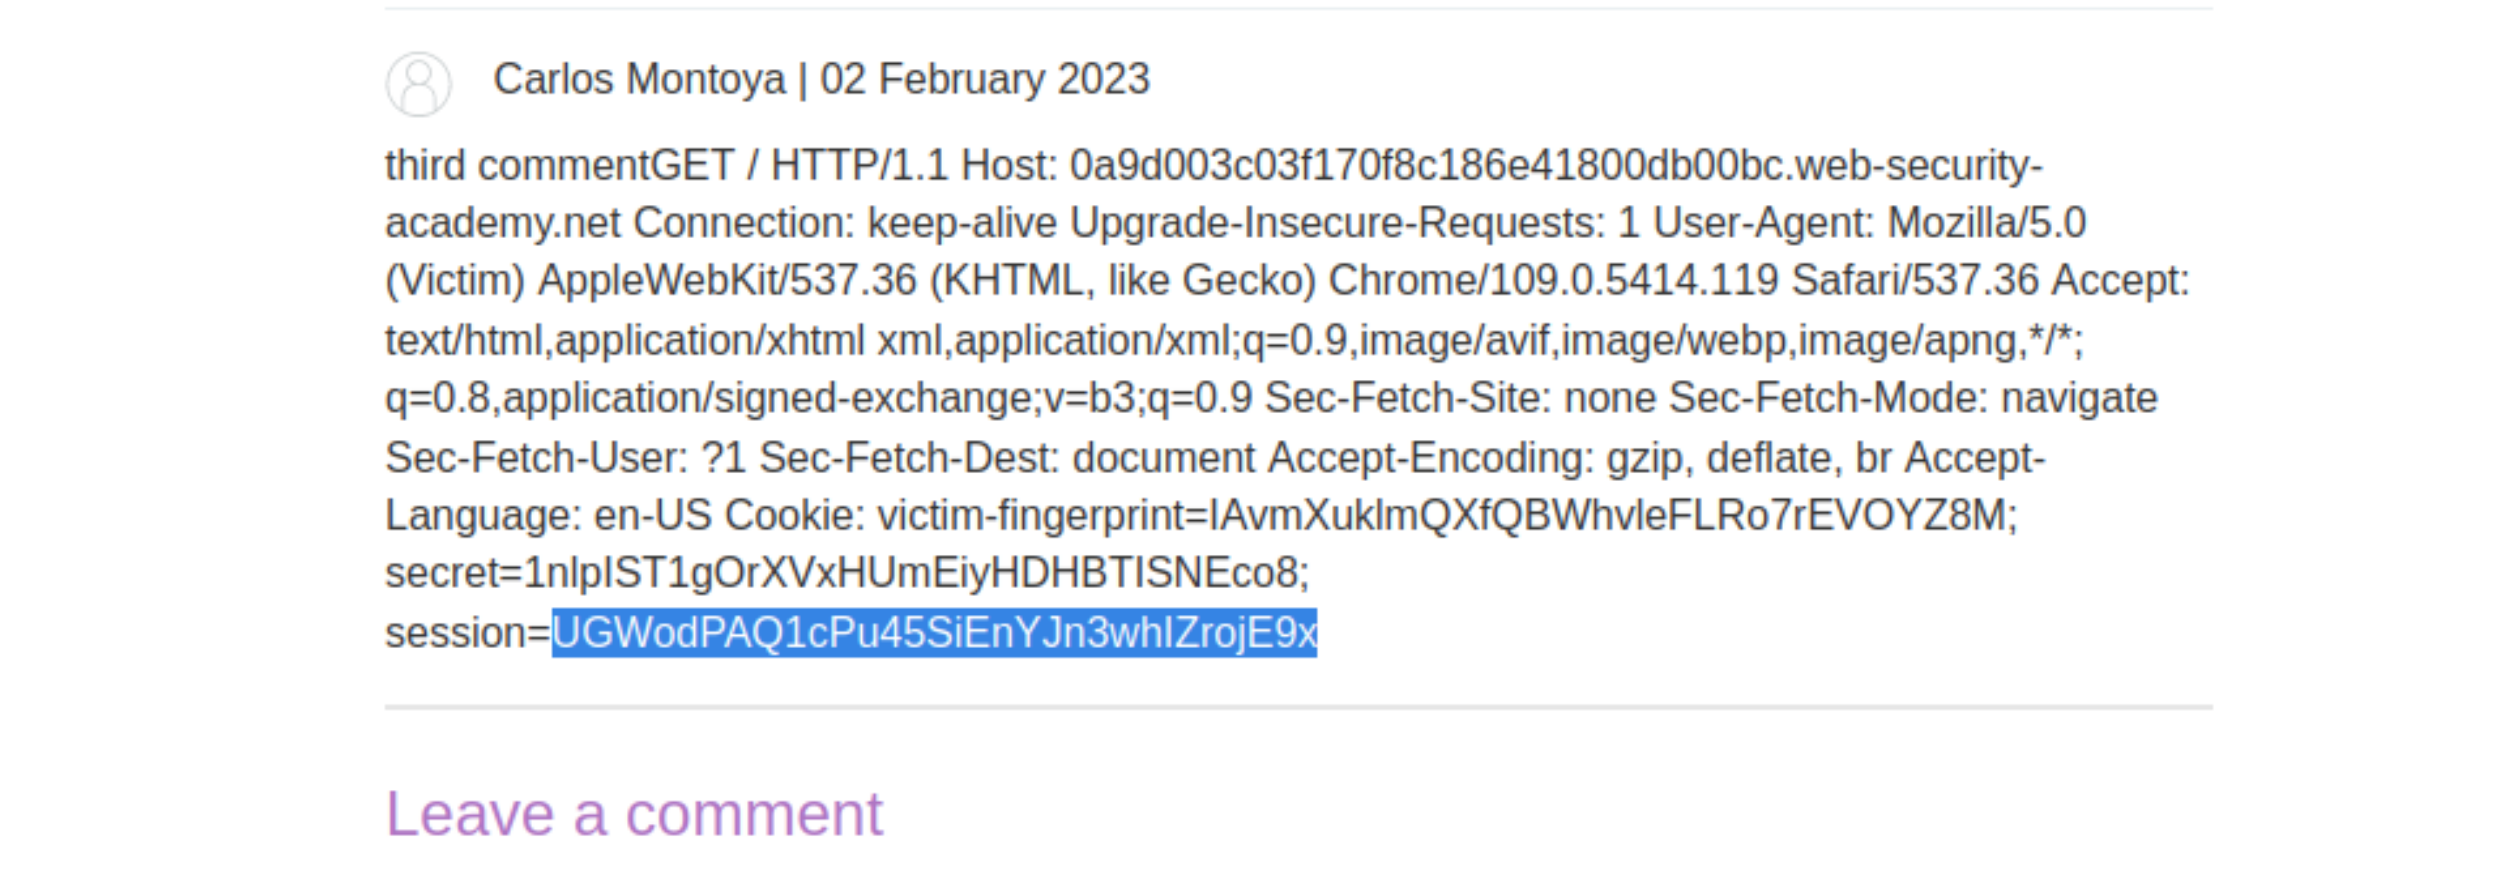 Carlos Montoya | 02 February 2023
third commentGET / HTTP/1.1 Host: 0a9d003c03f170f8c186e41800db00bc.web-security-
academy.net Connection: keep-alive Upgrade-Insecure-Requests: 1 User-Agent: Mozilla/5.0
(Victim) AppleWebKit/537.36 (KHTML, like Gecko) Chrome/109.0.5414.119 Safari/537.36 Accept:
text/html,application/xhtml xml,application/xml;q=0.9,image/avif,image/webp,image/apng,*/*;
q=0.8,application/signed-exchange;v=b3;q=0.9 Sec-Fetch-Site: none Sec-Fetch-Mode: navigate
Sec-Fetch-User: ?1 Sec-Fetch-Dest: document Accept-Encoding: gzip, deflate, br Accept-
Language: en-US Cookie: victim-fingerprint=IAvmXuklmQXfQBWhvleFLRo7rEVOYZ8M;
secret=1nlpIST1gOrXVxHUmEiyHDHBTISNEco8;
session=UGWodPAQ1cPu45SiEnYJn3whIZrojE9x
Leave a comment